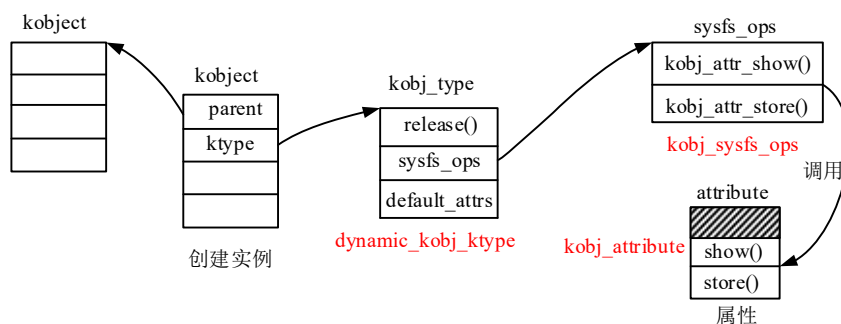 kobject
kobject
parent
ktype
创建实例
kobj_type
release()
sysfs_ops
default_attrs
dynamic_kobj_ktype
sysfs_ops
kobj_attr_show()
kobj_attr_store()
kobj_sysfs_ops
调用
attribute
kobj_attribute
show()
store()
属性